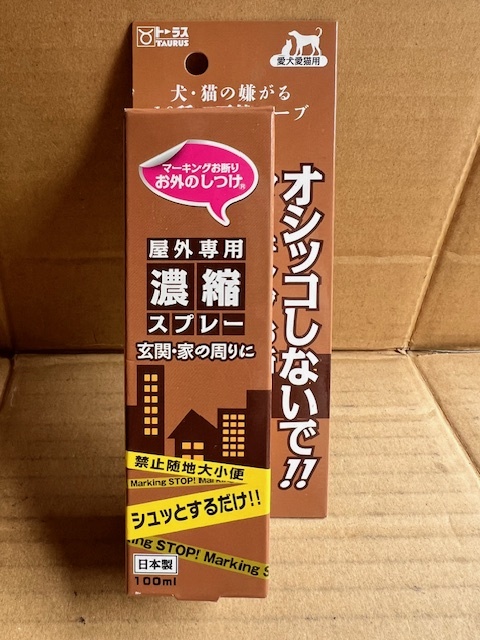 トーラス
TAURUS
愛犬愛猫用
犬・猫の嫌がる
ーブ
オシッコしないで!!
マーキングお断り
お外のしつけ®
屋外専用
濃縮
スプレー
玄関・家の周りに
禁止随地大小便
Marking STOP! Mar
シュッとするだけ!!
ing STOP! Marking S
日本製
100ml